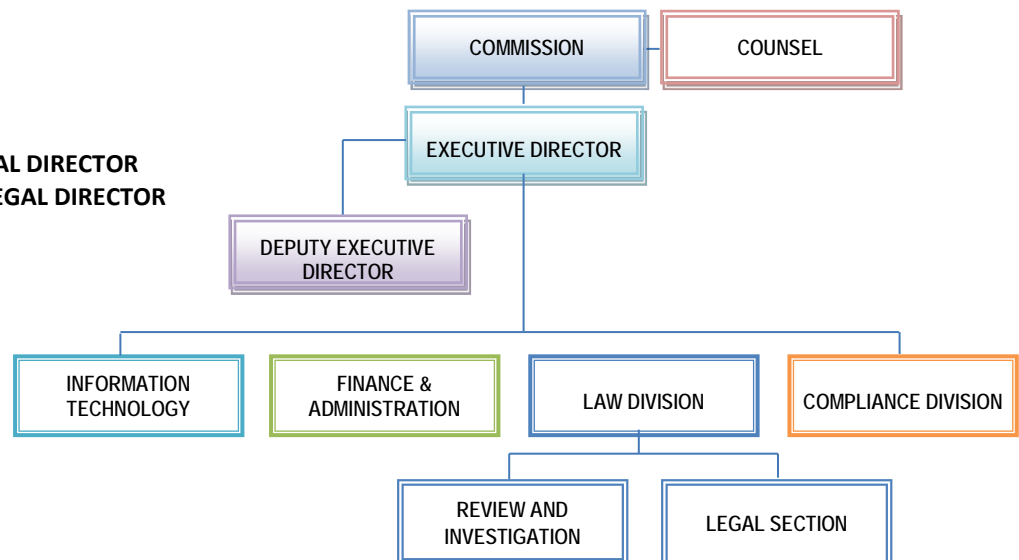 COMMISSION
COUNSEL
EXECUTIVE DIRECTOR
AL DIRECTOR
EGAL DIRECTOR
DEPUTY EXECUTIVE
DIRECTOR
INFORMATION
TECHNOLOGY
FINANCE &
ADMINISTRATION
LAW DIVISION
COMPLIANCE DIVISION
REVIEW AND
INVESTIGATION
LEGAL SECTION